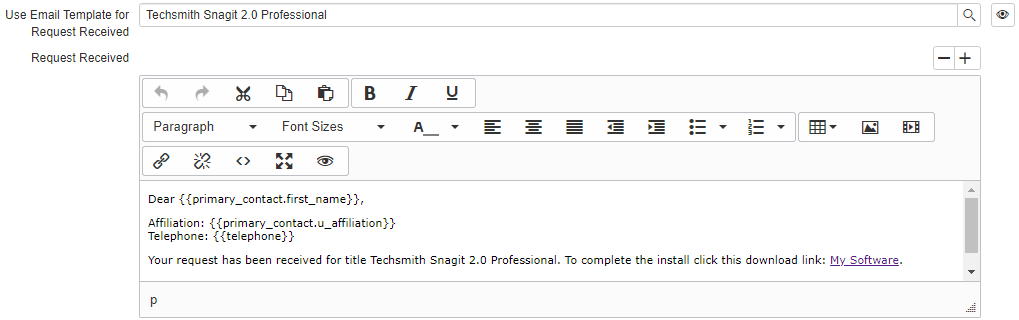 Use Email Template for Request Received
Techsmith Snagit 2.0 Professional
Request Received
B I U
Paragraph Font Sizes A
Dear {{primary_contact.first_name}},
Affiliation: {{primary_contact.u_affiliation}}
Telephone: {{telephone}}
Your request has been received for title Techsmith Snagit 2.0 Professional. To complete the install click this download link: My Software.
p